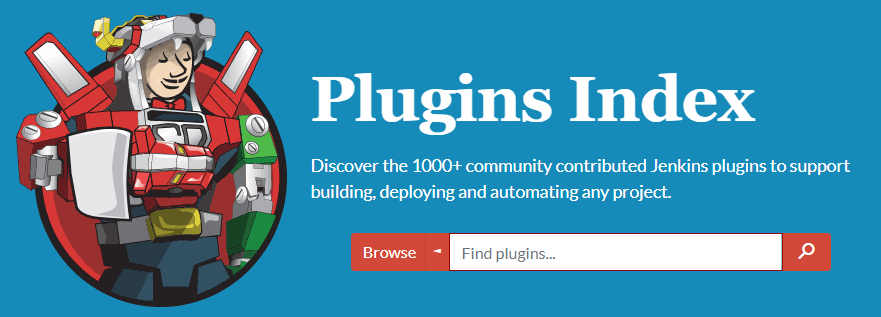 Plugins Index
Discover the 1000+ community contributed Jenkins plugins to support
building, deploying and automating any project.
Browse
Find plugins...